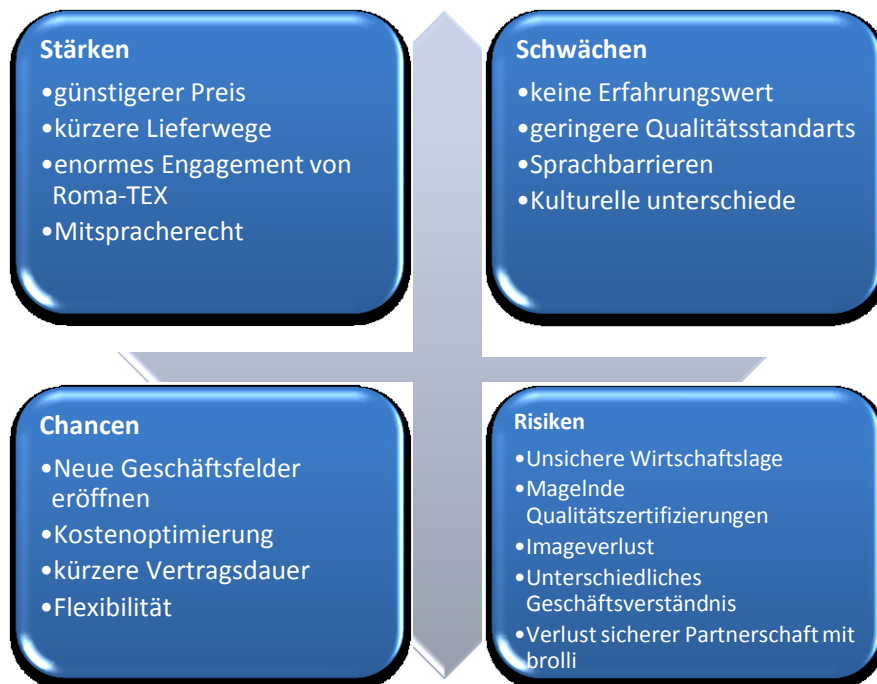 Stärken
•günstigerer Preis
•kürzere Lieferwege
•enormes Engagement von
Roma-TEX
•Mitspracherecht
Schwächen
•keine Erfahrungswert
•geringere Qualitätsstandarts
•Sprachbarrieren
•Kulturelle unterschiede
Chancen
•Neue Geschäftsfelder
eröffnen
•Kostenoptimierung
•kürzere Vertragsdauer
•Flexibilität
Risiken
•Unsichere Wirtschaftslage
•Magelnde
Qualitätszertifizierungen
•Imageverlust
•Unterschiedliches
Geschäftsverständnis
•Verlust sicherer Partnerschaft mit
brolli